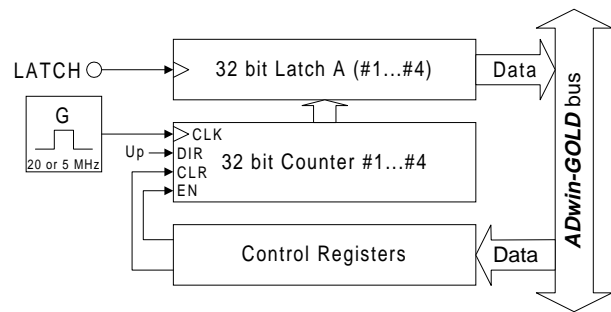 LATCH
32 bit Latch A (#1...#4)
Data
G
20 or 5 MHz
CLK
Up
DIR
CLR
EN
32 bit Counter #1...#4
Control Registers
Data
ADwin-GOLD bus